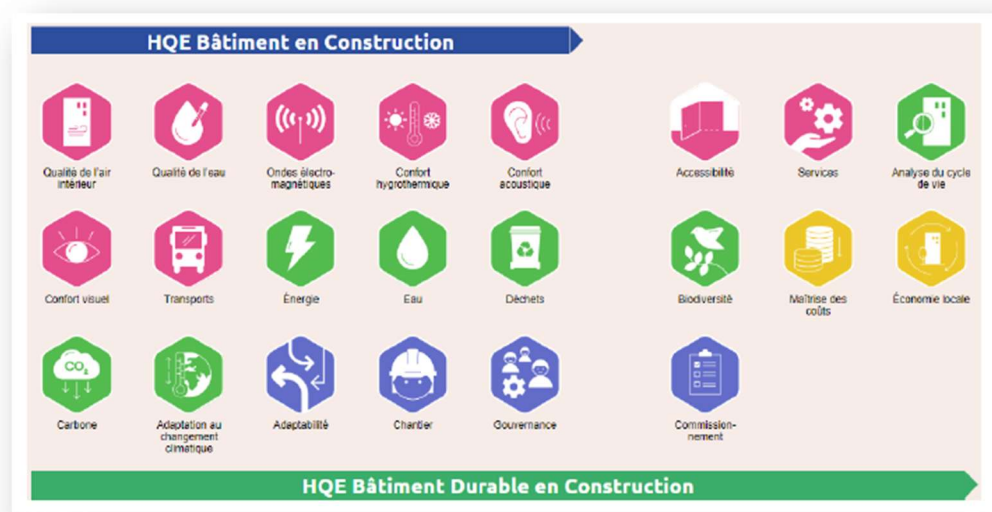 HQE Bâtiment en Construction
Qualité de l'air
intérieur
Qualité de l'eau
Ondes électro-
magnétiques
Confort
hygrothermique
Confort
acoustique
Accessibilité
Services
Analyse du cycle
de vie
Confort visuel
Transports
Énergie
Eau
Déchets
Biodiversité
Maîtrise des
coûts
Économie locale
CO₂
Carbone
Adaptation au
changement
climatique
Adaptabilité
Chantier
Gouvernance
Commission-
nement
HQE Bâtiment Durable en Construction